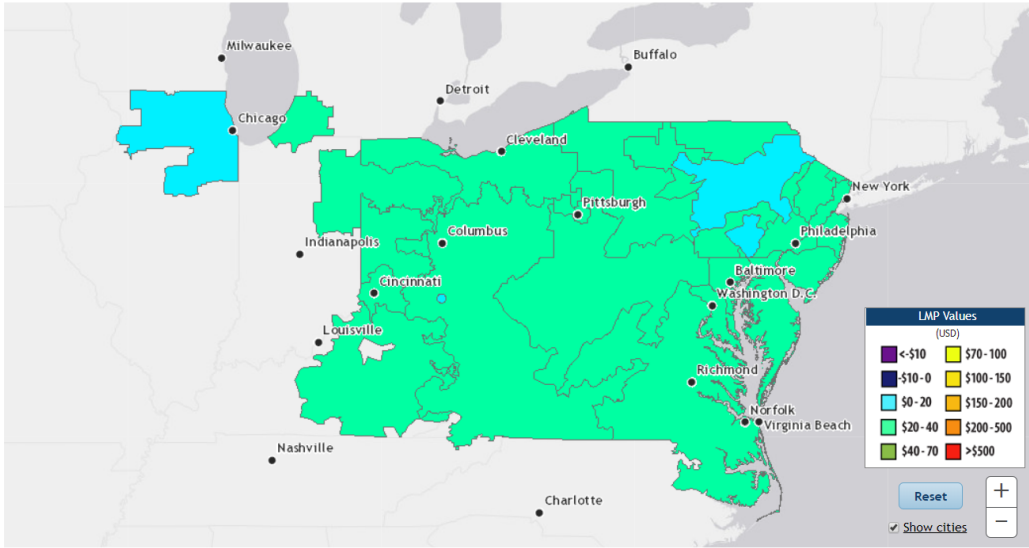 Milwaukee
Buffalo
Detroit
Chicago
Cleveland
New York
Pittsburgh
Columbus
Philadelphia
Indianapolis
Baltimore
Cincinnati
Washington D.C.
Louisville
Richmond
Norfolk
Virginia Beach
Nashville
Charlotte
LMP Values
(USD)
<-$10 $70 - 100
-$10 - 0 $100 - 150
$0 - 20 $150 - 200
$20 - 40 $200 - 500
$40 - 70 >$500
Reset
Show cities
+
−